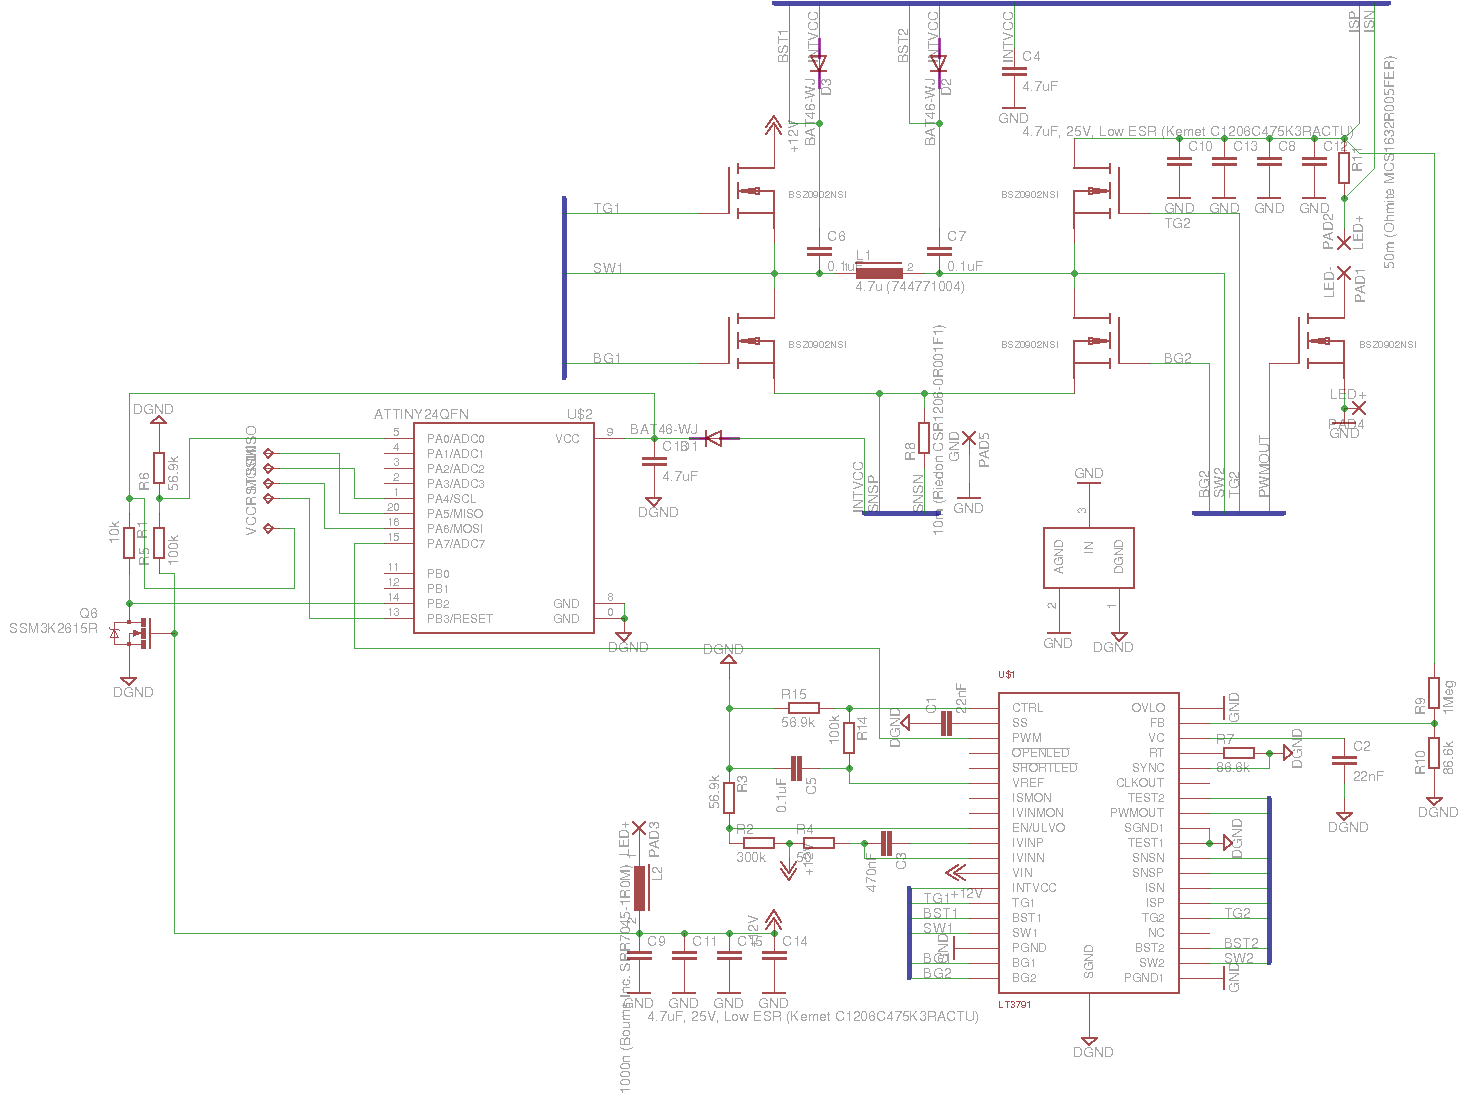 BST1
INTVCC
BAT46-WJ
D3
BST2
INTVCC
BAT46-WJ
D2
INTVCC
C4
4.7uF
GND
ISP
ISN
+12V
4.7uF, 25V, Low ESR (Kemet C1206C475K3RACTU)
C10
C13
C8
C12
R11
50m (Ohmite MCS1632R005FER)
GND
GND
GND
GND
BSZ0902NSI
BSZ0902NSI
TG1
TG2
PAD2
LED+
SW1
C6
0.1uF
L1
2
4.7u (744771004)
C7
0.1uF
LED-
PAD1
BG1
BSZ0902NSI
BSZ0902NSI
BG2
BSZ0902NSI
LED+
PAD4
GND
DGND
ATTINY24QFN
U$2
BAT46-WJ
D1
4.7uF
DGND
R8
10m (Riedon CSR1206-0R001F1)
GND
PAD5
GND
INTVCC
SNSP
SNSN
BG2
SW2
TG2
PWMOUT
R6
56.9k
10k
R5
R1
100k
MISO
VCC
5
PA0/ADC0
VCC
9
4
PA1/ADC1
3
PA2/ADC2
2
PA3/ADC3
1
PA4/SCL
20
PA5/MISO
16
PA6/MOSI
15
PA7/ADC7
11
PB0
12
PB1
14
PB2
GND
8
13
PB3/RESET
GND
0
DGND
Q6
SSM3K2615R
DGND
GND
3
AGND
IN
DGND
2
1
GND
DGND
DGND
R15
56.9k
100k
R14
DGND
C1
22nF
0.1uF
C5
56.9k
R3
R2
300k
R4
+12V
470nF
C3
+12V
U$1
CTRL
SS
PWM
OPENLED
SHORTLED
VREF
ISMON
IVINMON
EN/ULVO
IVINP
IVINN
VIN
INTVCC
TG1
BST1
SW1
PGND
BG1
BG2
OVLO
FB
VC
RT
SYNC
CLKOUT
TEST2
PWMOUT
SGND1
TEST1
SNSN
SNSP
ISN
ISP
TG2
NC
BST2
SW2
PGND1
SGND
LT3791
DGND
GND
R7
86.6k
DGND
C2
22nF
DGND
R9
1Meg
R10
86.6k
DGND
DGND
TG2
BST2
SW2
GND
TG1
BST1
SW1
GND
BG1
BG2
LED+
PAD3
1
L2
2
1000n (Bourns Inc. SRR7045-1R0M)
+12V
C9
C11
C15
C14
GND
GND
GND
GND
4.7uF, 25V, Low ESR (Kemet C1206C475K3RACTU)